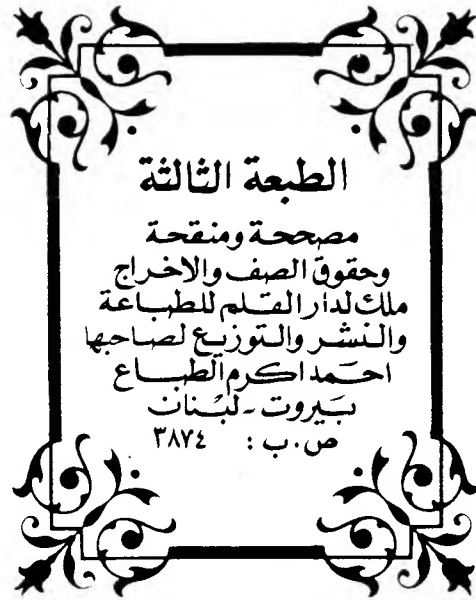 الطبعة الثالثة
مصححة ومنقحة
وحقوق الصف والاخراج
ملك لدار القلم للطباعة
والنشر والتوزيع لصاحبها
احمد اكرم الطباع
بيروت - لبنان
ص.ب : ٣٨٧٤